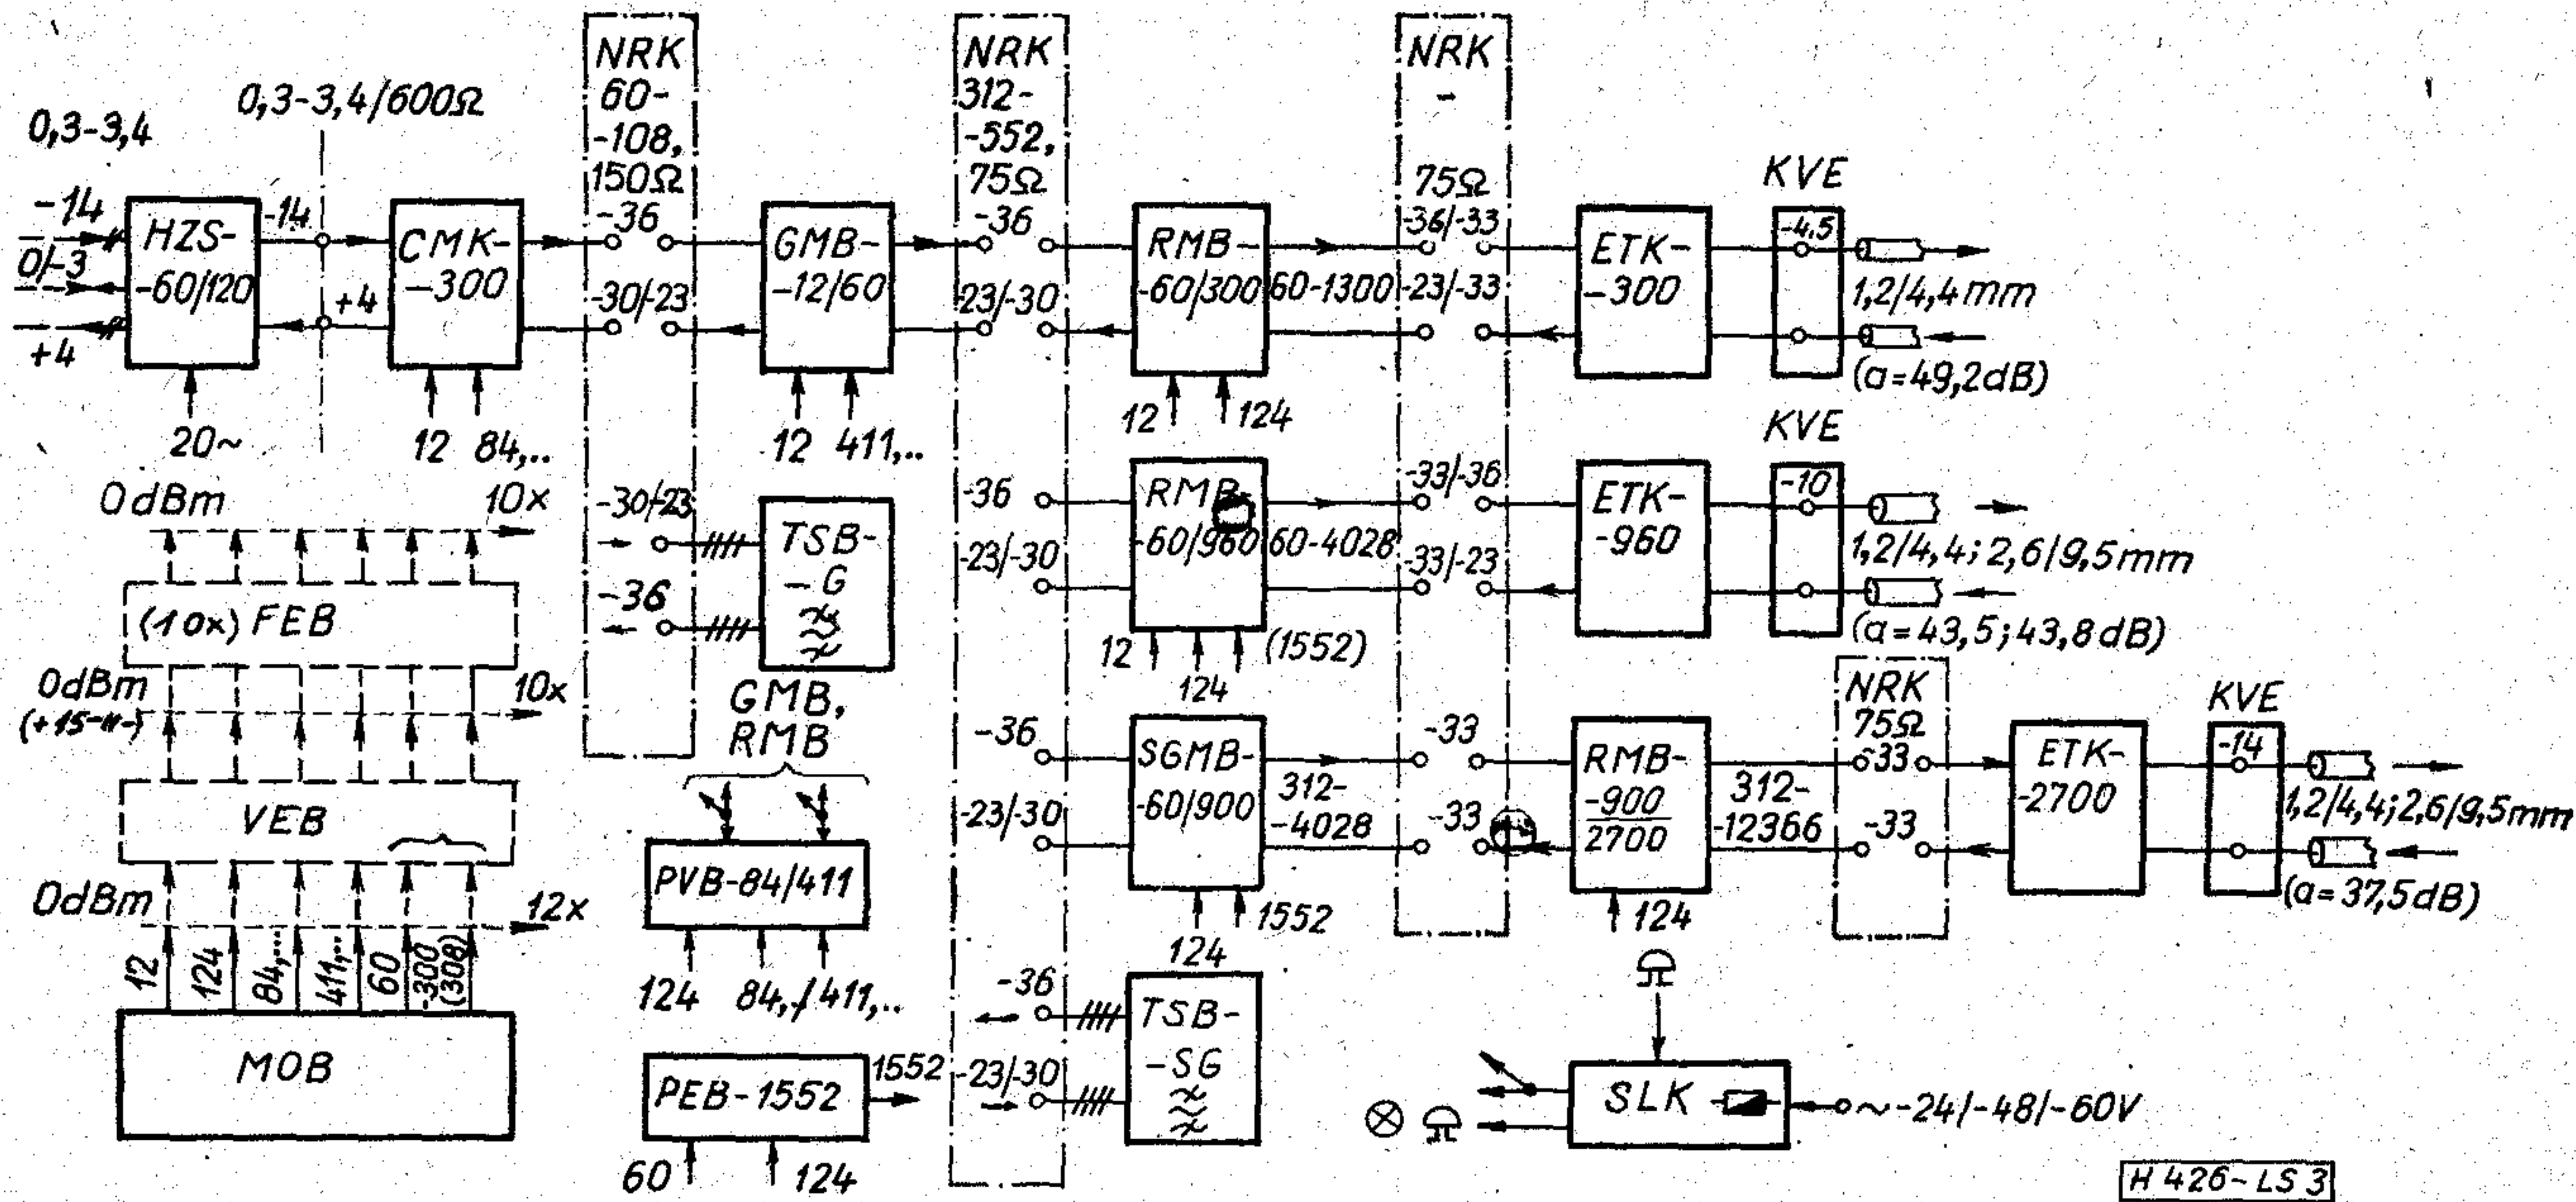 0,3-3,4
0,3-3,4/600Ω
-14
0/-3
+4
HZS-
-60/120
20~
-14
+4
CMK-
-300
12 84,..
NRK
60-
-108,
150Ω
-36
-30/-23
-30/-23
-36
GMB-
-12/60
12 411,..
TSB-
-G
NRK
312-
-552,
75Ω
-36
-23/-30
-36
-23/-30
-36
-23/-30
-36
-23/-30
RMB-
-60/300
60-1300
12 124
RMB-
-60/960
60-4028
12 124 (1552)
SGMB-
-60/900
312-
-4028
124 1552
TSB-
-SG
NRK
-
75Ω
-36/-33
-23/-33
-33/-36
-33/-23
-33
-33
ETK-
-300
KVE
-4,5
1,2/4,4mm
(a=49,2dB)
ETK-
-960
KVE
-10
1,2/4,4;2,6/9,5mm
(a=43,5;43,8dB)
RMB-
-900
2700
312-
-12366
124
NRK
75Ω
-33
-33
ETK-
-2700
KVE
-14
1,2/4,4;2,6/9,5mm
(a=37,5dB)
0dBm 10x
(10x) FEB
0dBm 10x
(+15-"-)
VEB
0dBm 12x
12 124 84,... 411,.. 60 -300 (308)
MOB
GMB,
RMB
PVB-84/411
124 84,./411,..
PEB-1552
1552
60 124
SLK
~-24/-48/-60V
H 426-LS 3